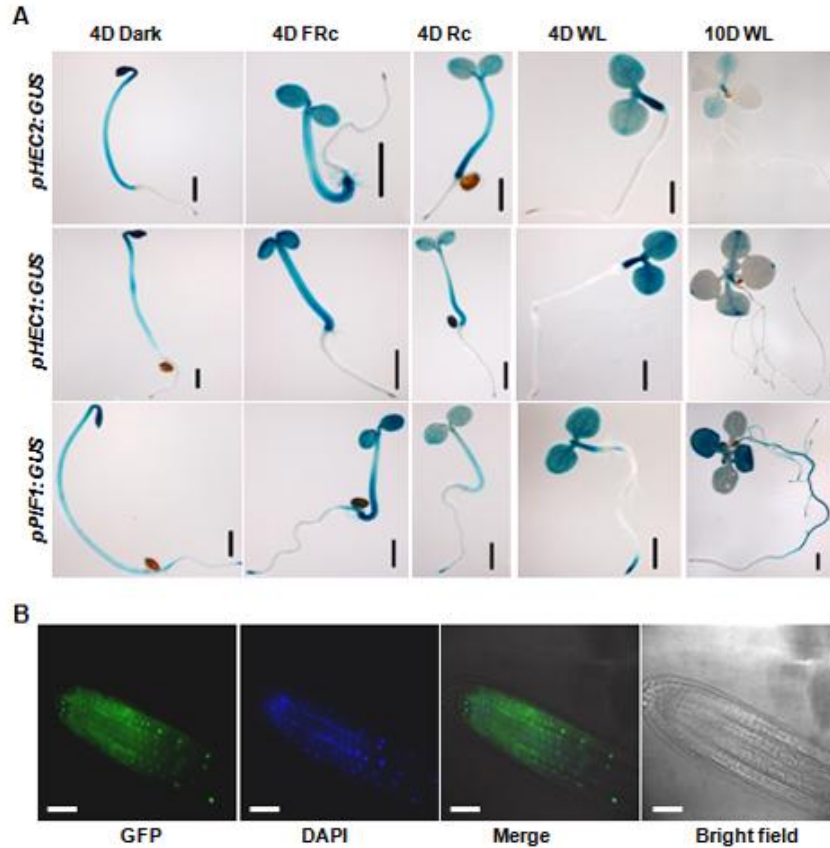 A
4D Dark 4D FRc 4D Rc 4D WL 10D WL
pHEC2:GUS
pHEC1:GUS
pPIF1:GUS
B
GFP DAPI Merge Bright field